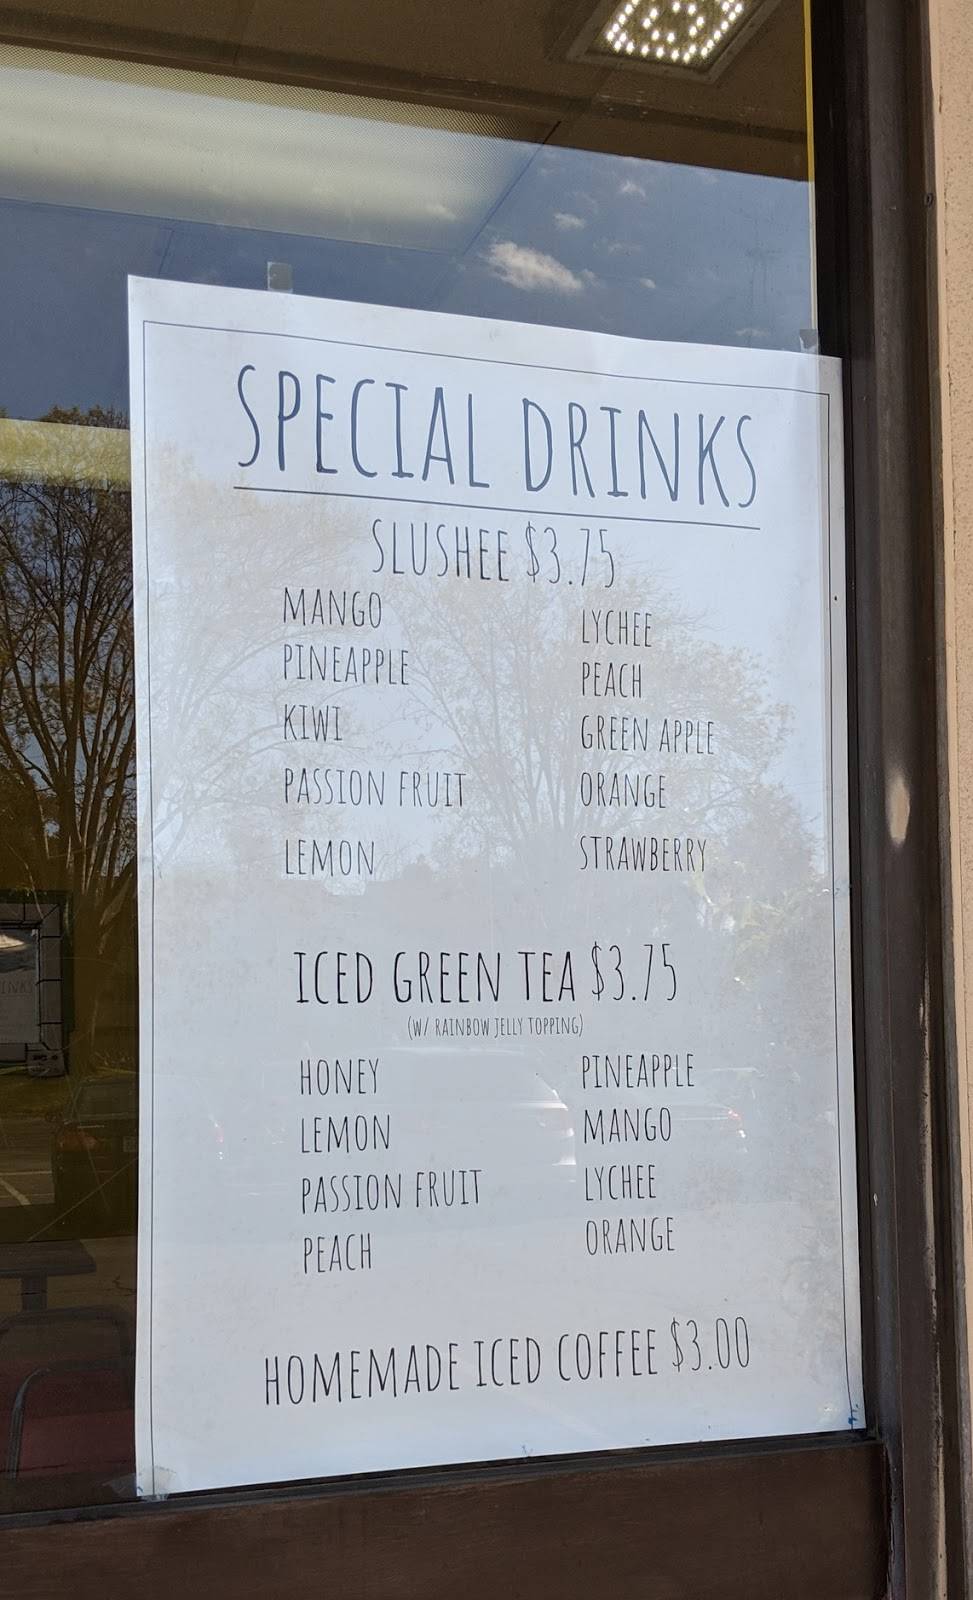 SPECIAL DRINKS
SLUSHEE $3.75
MANGO
PINEAPPLE
KIWI
PASSION FRUIT
LEMON
LYCHEE
PEACH
GREEN APPLE
ORANGE
STRAWBERRY
ICED GREEN TEA $3.75
(W/ RAINBOW JELLY TOPPING)
HONEY
LEMON
PASSION FRUIT
PEACH
PINEAPPLE
MANGO
LYCHEE
ORANGE
HOMEMADE ICED COFFEE $3.00